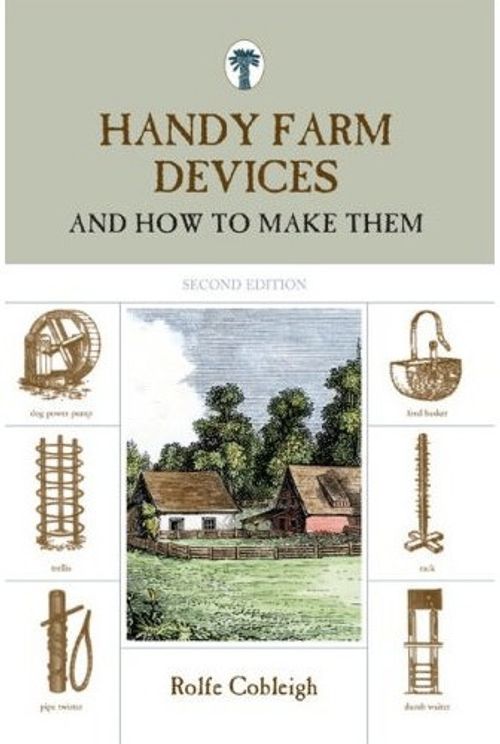 HANDY FARM
DEVICES
AND HOW TO MAKE THEM
SECOND EDITION
dog power pump
feed basket
trellis
rack
pipe twister
dumb waiter
Rolfe Cobleigh